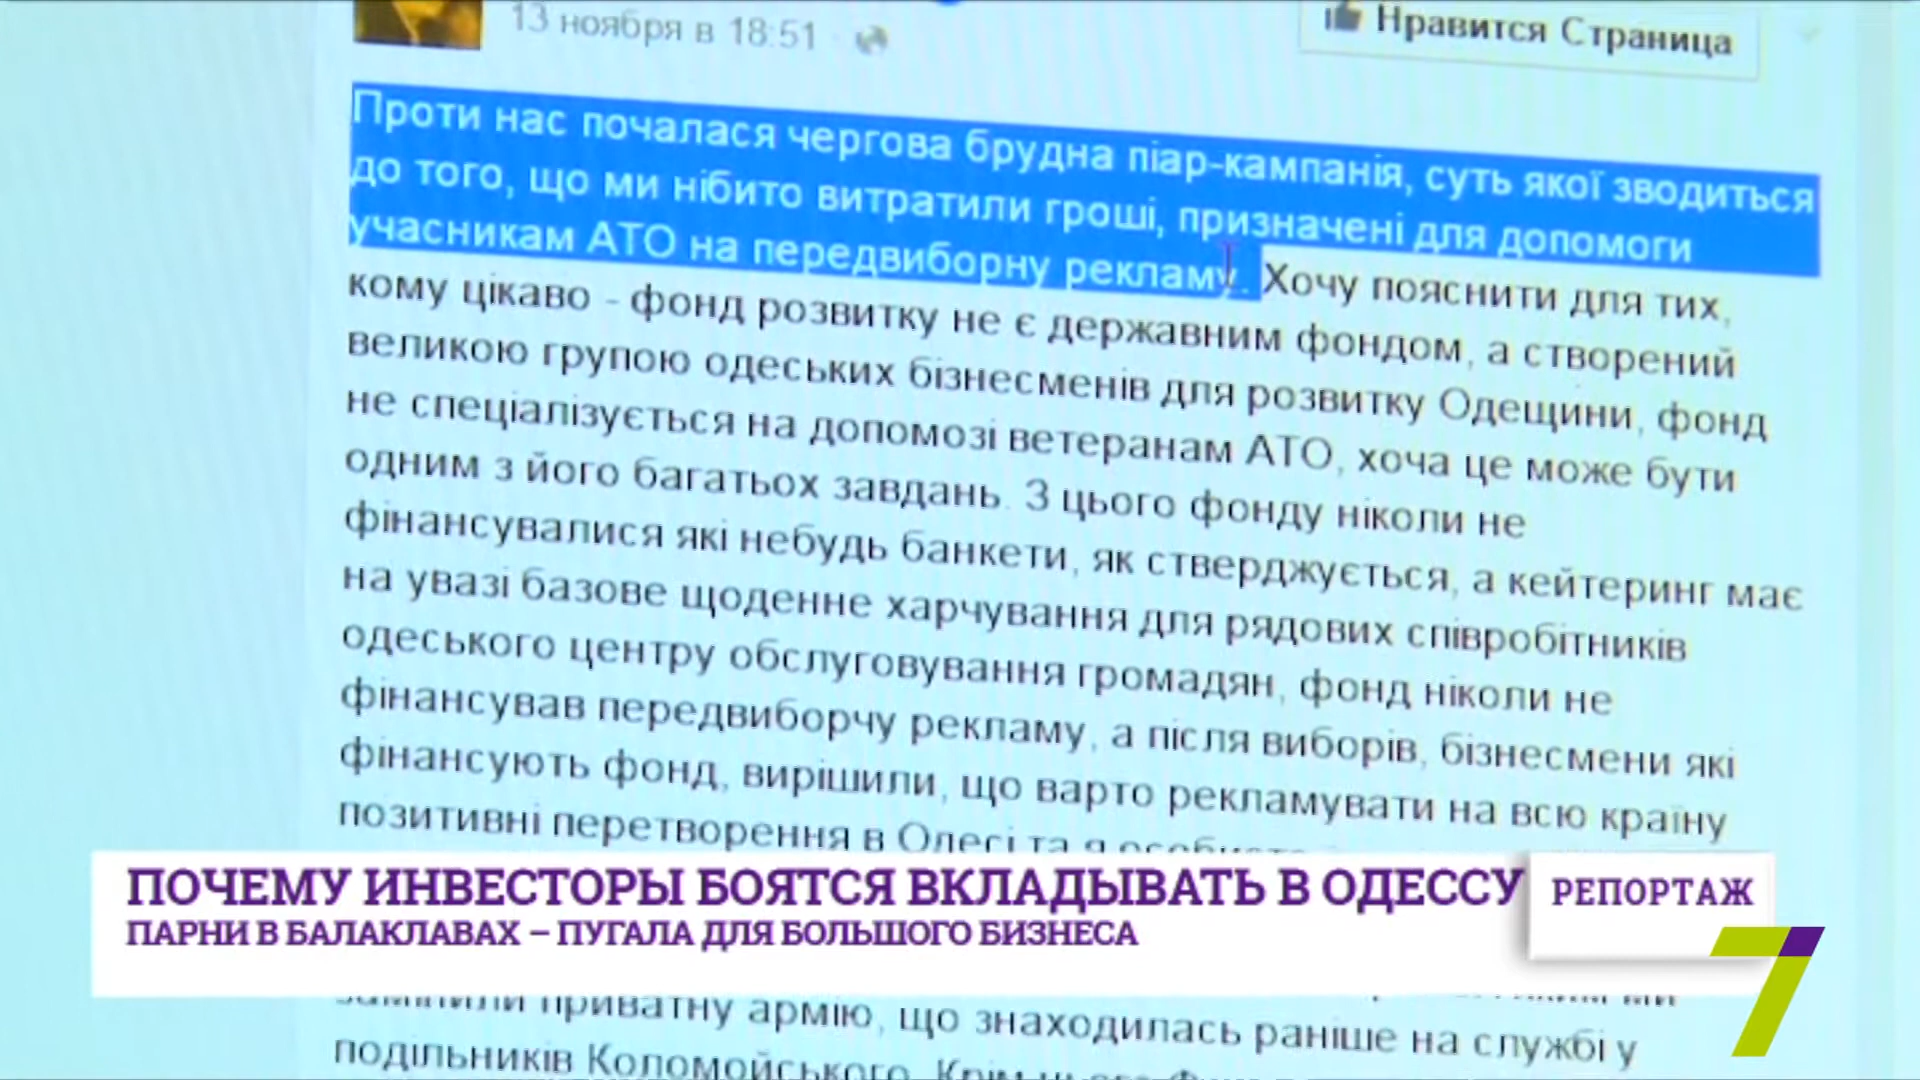 13 ноября в 18:51
Нравится Страница
Проти нас почалася чергова брудна піар-кампанія, суть якої зводиться
до того, що ми нібито витратили гроші, призначені для допомоги
учасникам АТО на передвиборну рекламу. Хочу пояснити для тих,
кому цікаво - фонд розвитку не є державним фондом, а створений
великою групою одеських бізнесменів для розвитку Одещини, фонд
не спеціалізується на допомозі ветеранам АТО, хоча це може бути
одним з його багатьох завдань. З цього фонду ніколи не
фінансувалися які небудь банкети, як стверджується, а кейтеринг має
на увазі базове щоденне харчування для рядових співробітників
одеського центру обслуговування громадян, фонд ніколи не
фінансував передвиборчу рекламу, а після виборів, бізнесмени які
фінансують фонд, вирішили, що варто рекламувати на всю країну
позитивні перетворення в Одесі та я
ПОЧЕМУ ИНВЕСТОРЫ БОЯТСЯ ВКЛАДЫВАТЬ В ОДЕССУ
РЕПОРТАЖ
ПАРНИ В БАЛАКЛАВАХ – ПУГАЛА ДЛЯ БОЛЬШОГО БИЗНЕСА
7
приватну армію, що знаходилась раніше на службі у
подільників Коломойського.